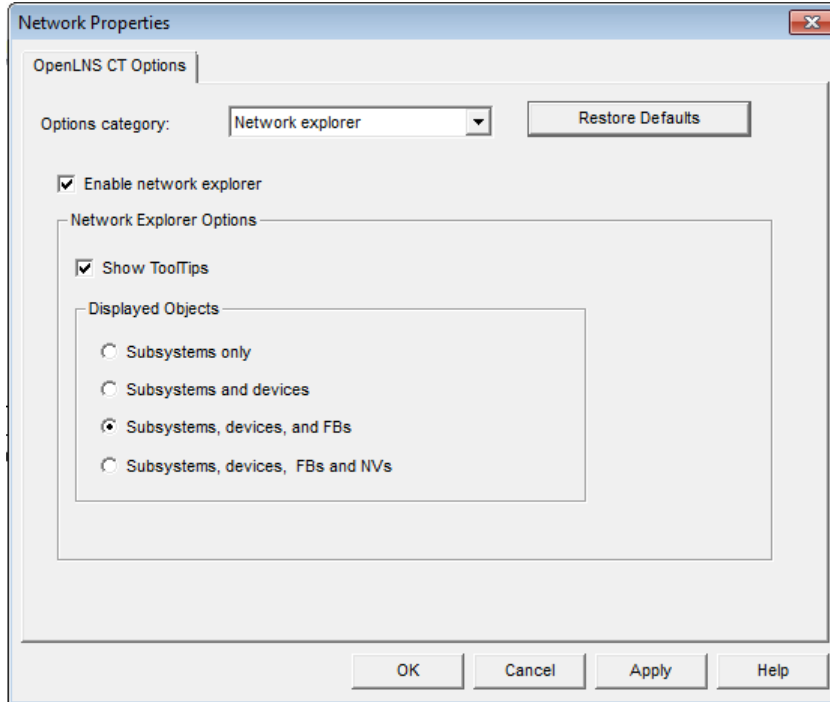 Network Properties
OpenLNS CT Options
Options category: Network explorer Restore Defaults
Enable network explorer
Network Explorer Options
Show ToolTips
Displayed Objects
Subsystems only
Subsystems and devices
Subsystems, devices, and FBs
Subsystems, devices, FBs and NVs
OK Cancel Apply Help